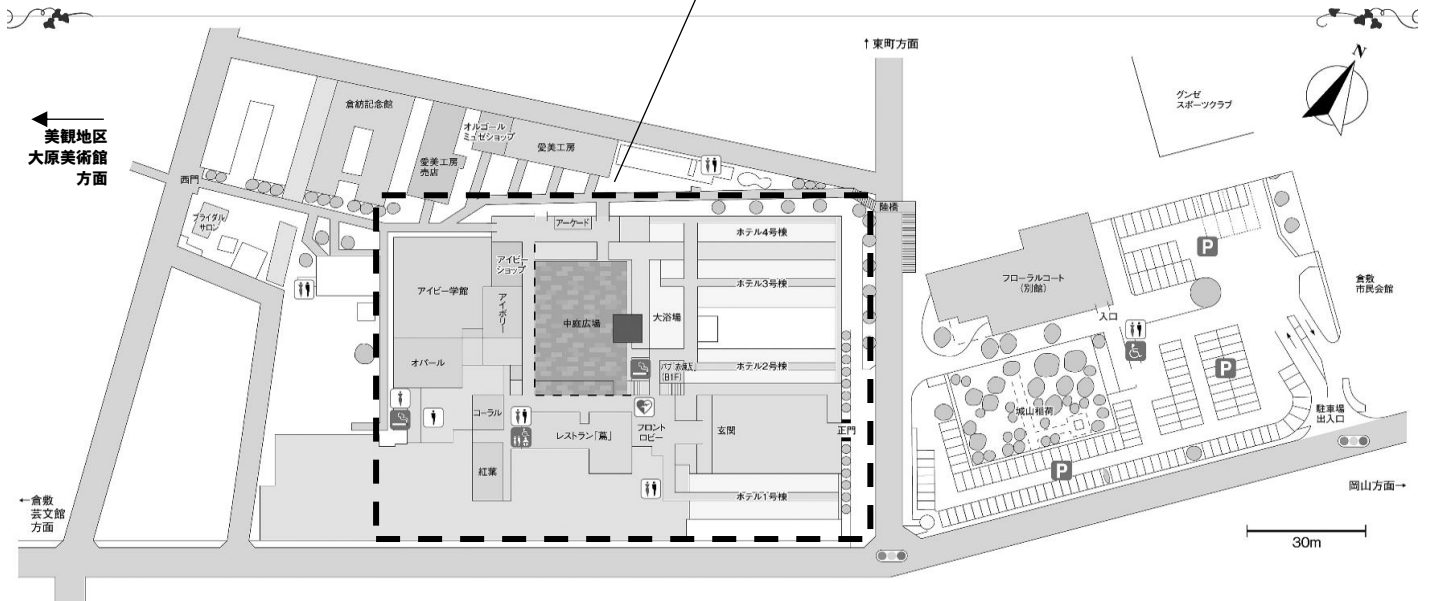 ↑東町方面
N
グンゼ
スポーツクラブ
美観地区
大原美術館
方面
倉紡記念館
オルゴール
ミュゼショップ
愛美工房
愛美工房
売店
西門
ブライダル
サロン
陸橋
アーケード
ホテル4号棟
アイビー
ショップ
アイビー学館
ホテル3号棟
アイボリー
中庭広場
大浴場
フローラルコート
(別館)
入口
P
倉敷
市民会館
オパール
ホテル2号棟
パブ「赤煉瓦」
(B1F)
P
城山稲荷
駐車場
出入口
コーラル
レストラン「蔦」
フロント
ロビー
玄関
正門
紅葉
P
ホテル1号棟
←倉敷
芸文館
方面
岡山方面→
30m